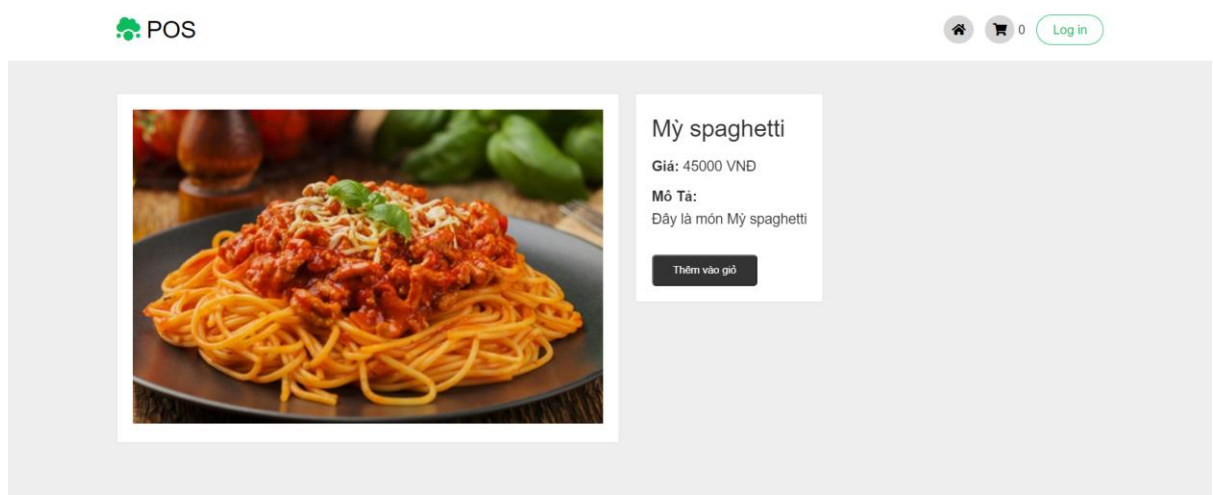 POS
0
Log in
Mỳ spaghetti
Giá: 45000 VNĐ
Mô Tả:
Đây là món Mỳ spaghetti
Thêm vào giỏ